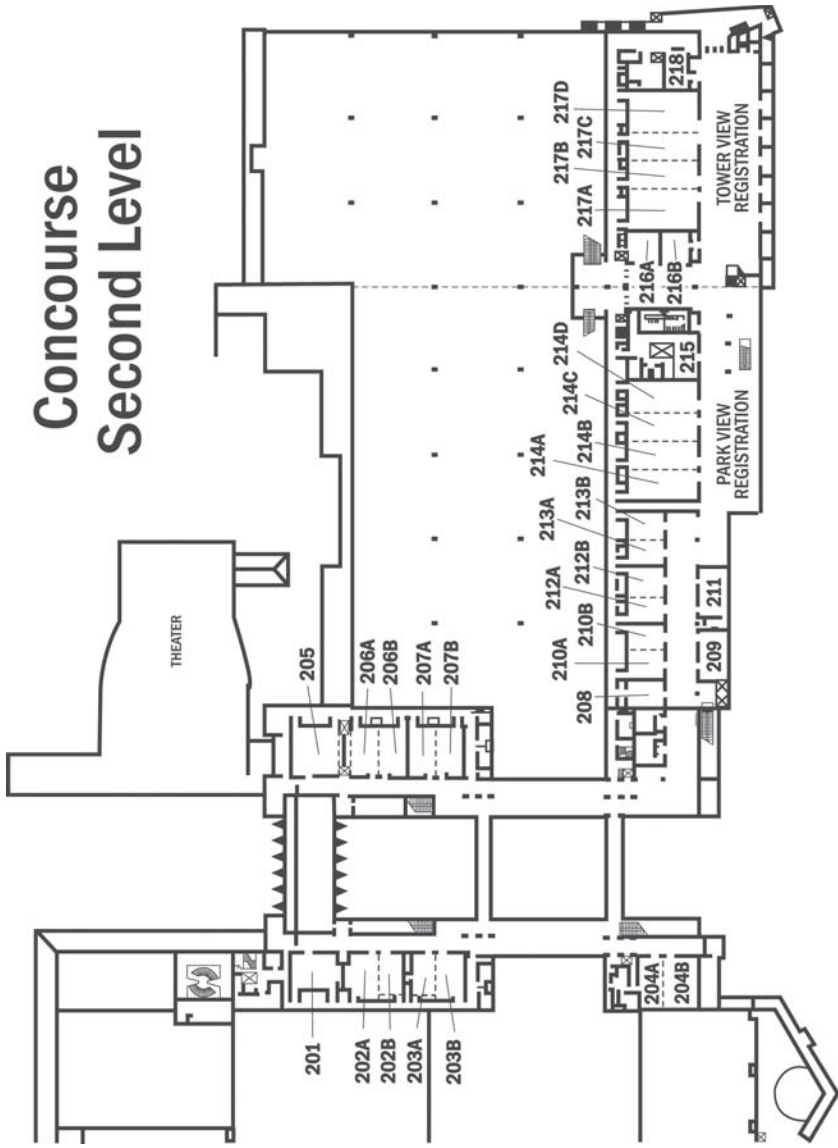 Concourse
Second Level
THEATER
205
206A
206B
207A
207B
201
202A
202B
203A
203B
204A
204B
208
210A
210B
212A
212B
213A
213B
214A
214B
214C
214D
215
216A
216B
217A
217B
217C
217D
218
209
211
PARK VIEW
REGISTRATION
TOWER VIEW
REGISTRATION